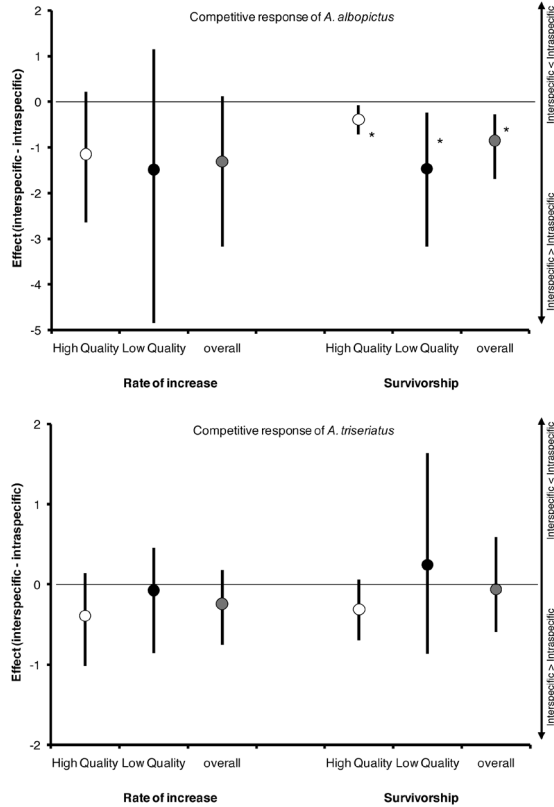 Competitive response of A. albopictus
Effect (interspecific - intraspecific)
2
1
0
-1
-2
-3
-4
-5
*
*
*
High Quality Low Quality overall High Quality Low Quality overall
Rate of increase Survivorship
Interspecific < Intraspecific
Interspecific > Intraspecific
Competitive response of A. triseriatus
Effect (interspecific - intraspecific)
2
1
0
-1
-2
High Quality Low Quality overall High Quality Low Quality overall
Rate of increase Survivorship
Interspecific < Intraspecific
Interspecific > Intraspecific